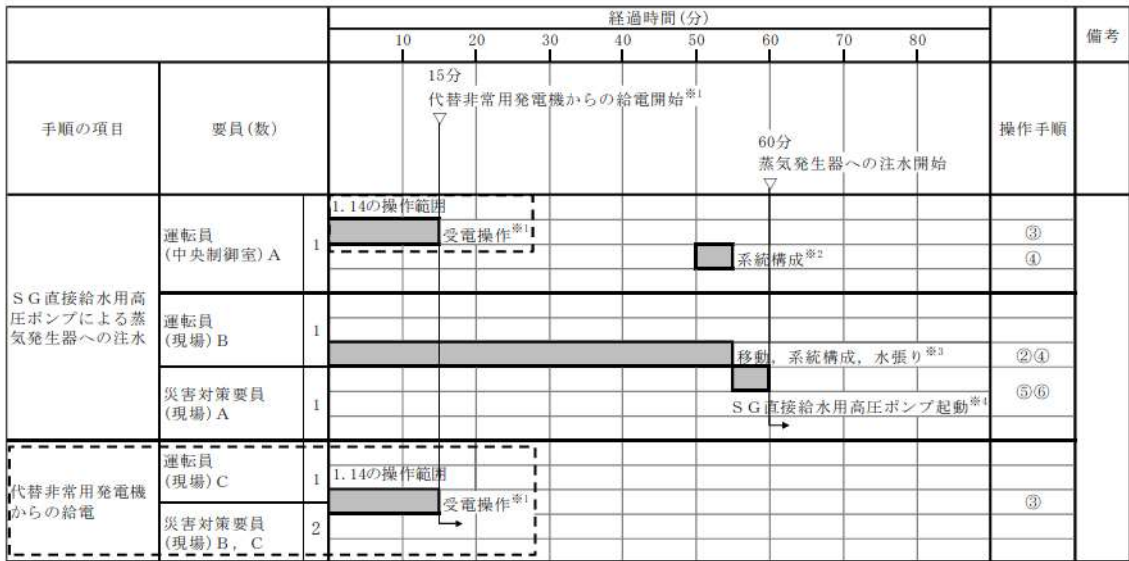 経過時間(分)
備考
10 20 30 40 50 60 70 80
手順の項目
要員(数)
15分
代替非常用発電機からの給電開始※1
60分
蒸気発生器への注水開始
操作手順
SG直接給水用高
圧ポンプによる蒸
気発生器への注水
運転員
(中央制御室)A
1
1.14の操作範囲
受電操作※1
③
系統構成※2
④
運転員
(現場)B
1
移動，系統構成，水張り※3
②④
災害対策要員
(現場)A
1
⑤⑥
SG直接給水用高圧ポンプ起動※4
代替非常用発電機
からの給電
運転員
(現場)C
1
1.14の操作範囲
受電操作※1
③
災害対策要員
(現場)B，C
2